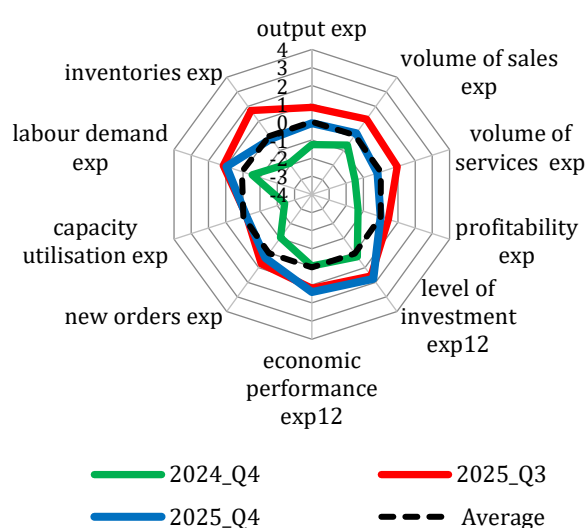 output exp
volume of sales
exp
volume of
services exp
profitability
exp
level of
investment
exp12
economic
performance
exp12
new orders exp
capacity
utilisation exp
labour demand
exp
inventories exp
4
3
2
1
0
-1
-2
-3
-4
2024_Q4
2025_Q3
2025_Q4
Average